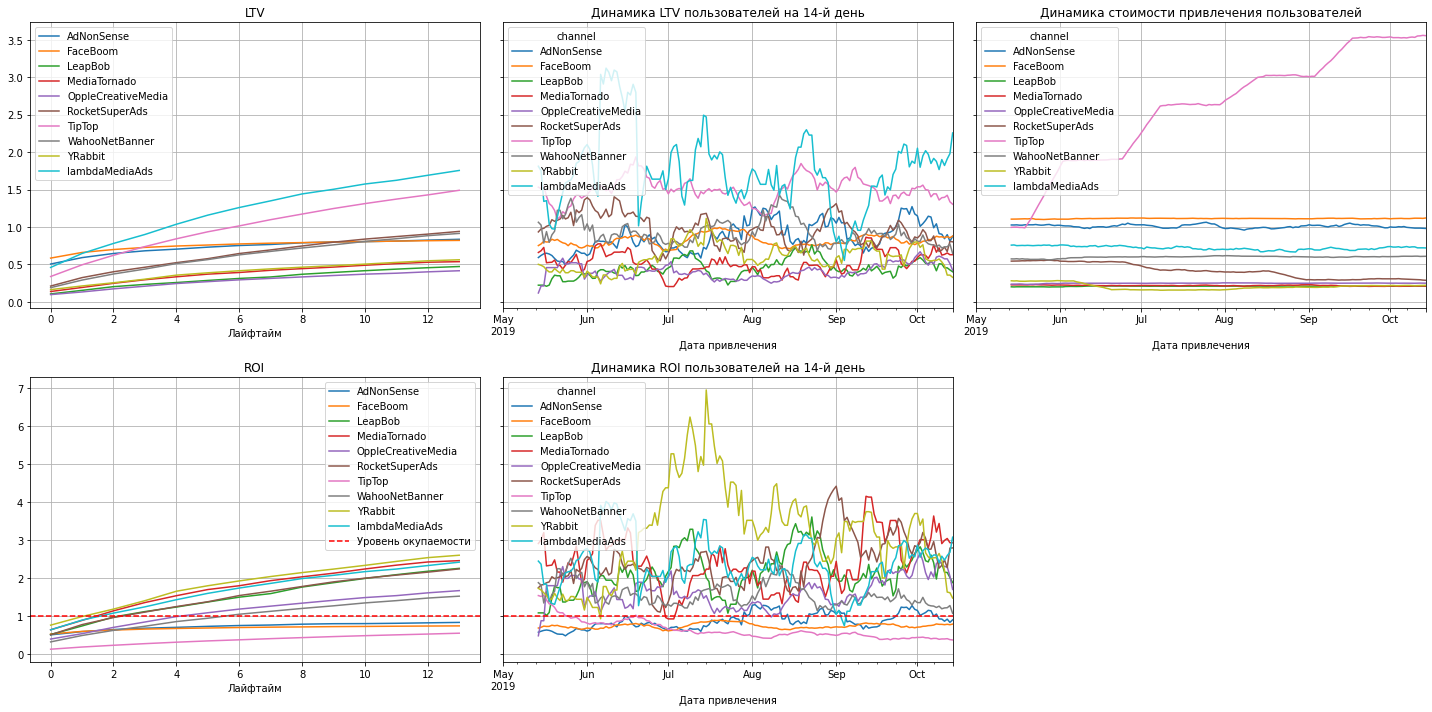 LTV
AdNonSense
FaceBoom
LeapBob
MediaTornado
OppleCreativeMedia
RocketSuperAds
TipTop
WahooNetBanner
YRabbit
lambdaMediaAds
3.5
3.0
2.5
2.0
1.5
1.0
0.5
0.0
0 2 4 6 8 10 12
Лайфтайм
Динамика LTV пользователей на 14-й день
channel
AdNonSense
FaceBoom
LeapBob
MediaTornado
OppleCreativeMedia
RocketSuperAds
TipTop
WahooNetBanner
YRabbit
lambdaMediaAds
May Jun Jul Aug Sep Oct
2019
Дата привлечения
Динамика стоимости привлечения пользователей
channel
AdNonSense
FaceBoom
LeapBob
MediaTornado
OppleCreativeMedia
RocketSuperAds
TipTop
WahooNetBanner
YRabbit
lambdaMediaAds
May Jun Jul Aug Sep Oct
2019
Дата привлечения
ROI
AdNonSense
FaceBoom
LeapBob
MediaTornado
OppleCreativeMedia
RocketSuperAds
TipTop
WahooNetBanner
YRabbit
lambdaMediaAds
Уровень окупаемости
7
6
5
4
3
2
1
0
0 2 4 6 8 10 12
Лайфтайм
Динамика ROI пользователей на 14-й день
channel
AdNonSense
FaceBoom
LeapBob
MediaTornado
OppleCreativeMedia
RocketSuperAds
TipTop
WahooNetBanner
YRabbit
lambdaMediaAds
May Jun Jul Aug Sep Oct
2019
Дата привлечения